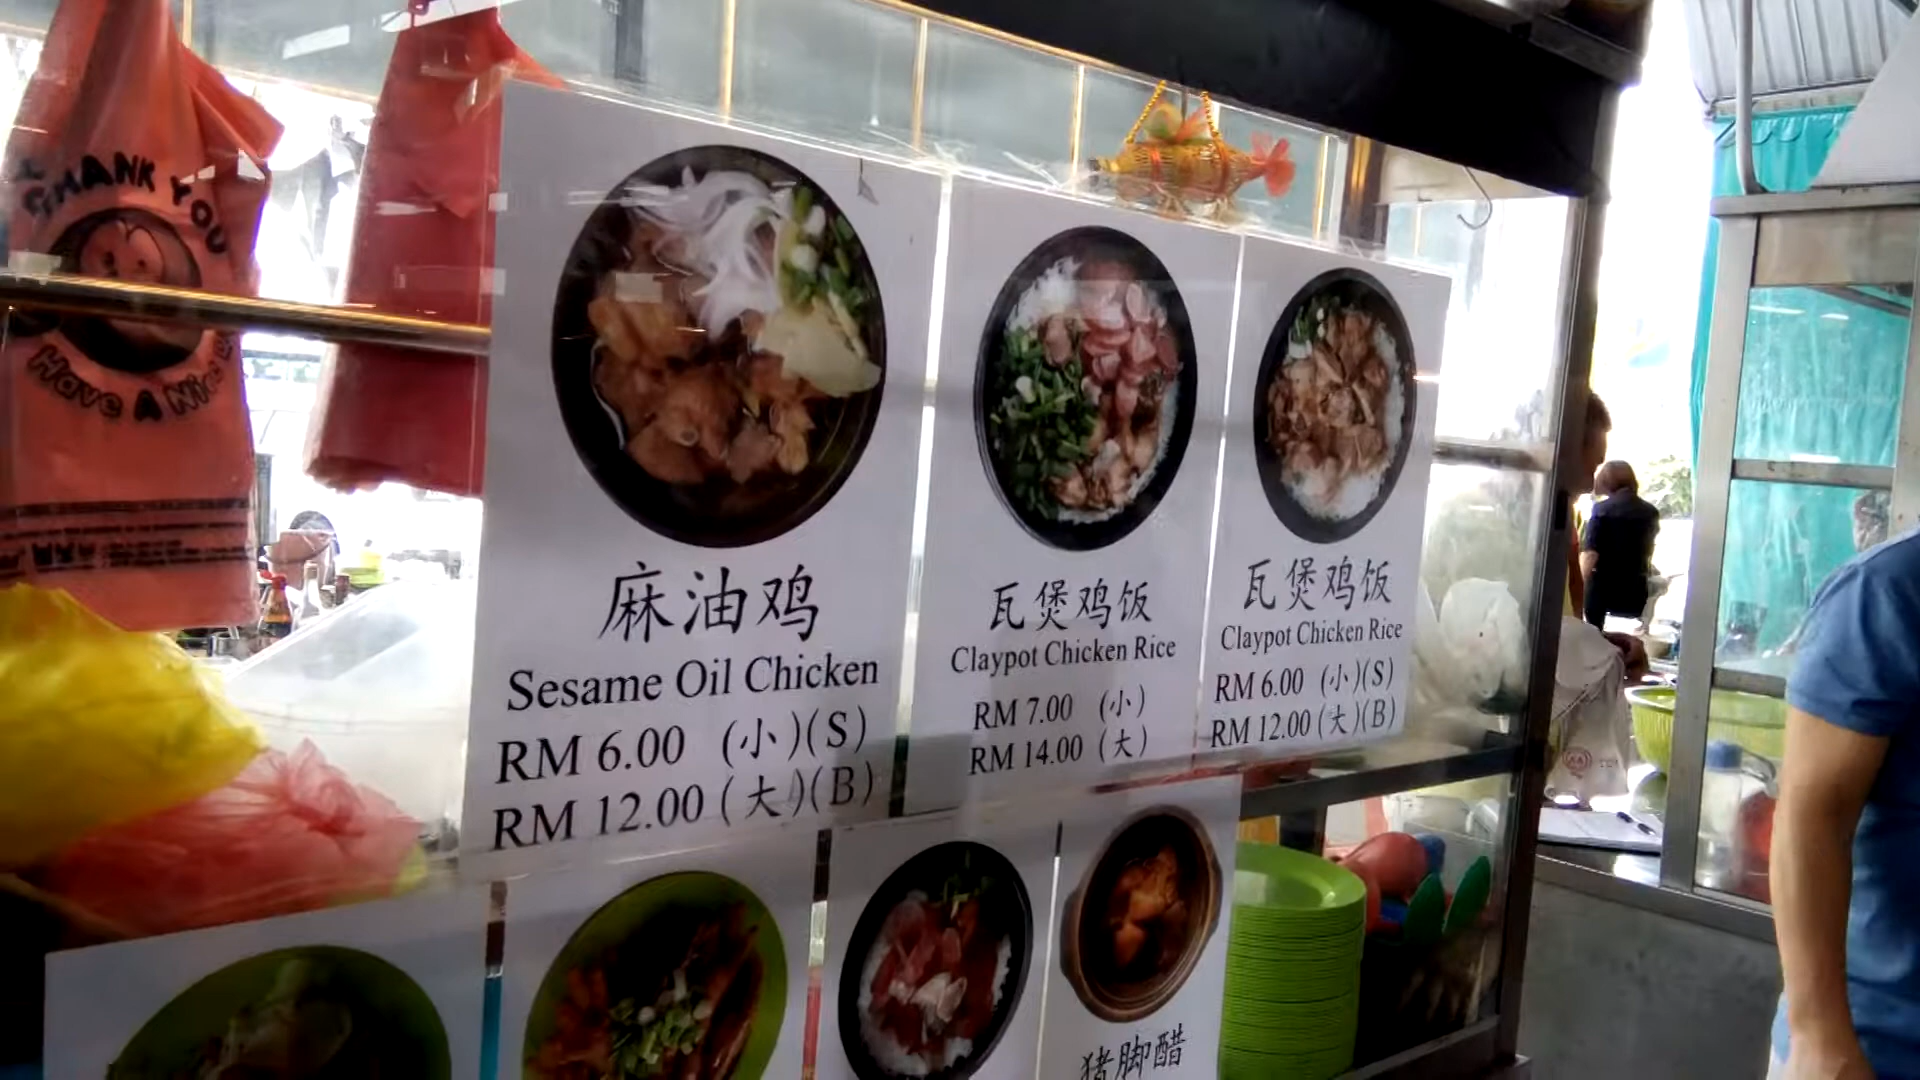 THANK YOU
Have A Nice
麻油鸡
Sesame Oil Chicken
RM 6.00 (小)(S)
RM 12.00 (大)(B)
瓦煲鸡饭
Claypot Chicken Rice
RM 7.00 (小)
RM 14.00 (大)
瓦煲鸡饭
Claypot Chicken Rice
RM 6.00 (小)(S)
RM 12.00 (大)(B)
猪脚醋